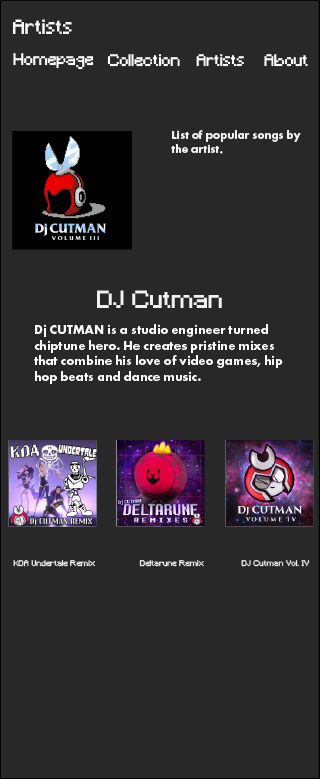 Artists
Homepage Collection Artists About
List of popular songs by
the artist.
Dj CUTMAN
VOLUME III
DJ Cutman
Dj CUTMAN is a studio engineer turned
chiptune hero. He creates pristine mixes
that combine his love of video games, hip
hop beats and dance music.
KDA UNDERTALE
DJ CUTMAN REMIX
DJ CUTMAN
DELTARUNE
REMIXES
DJ CUTMAN
VOLUME IV
KDA Undertale Remix
Deltarune Remix
DJ Cutman Vol. IV